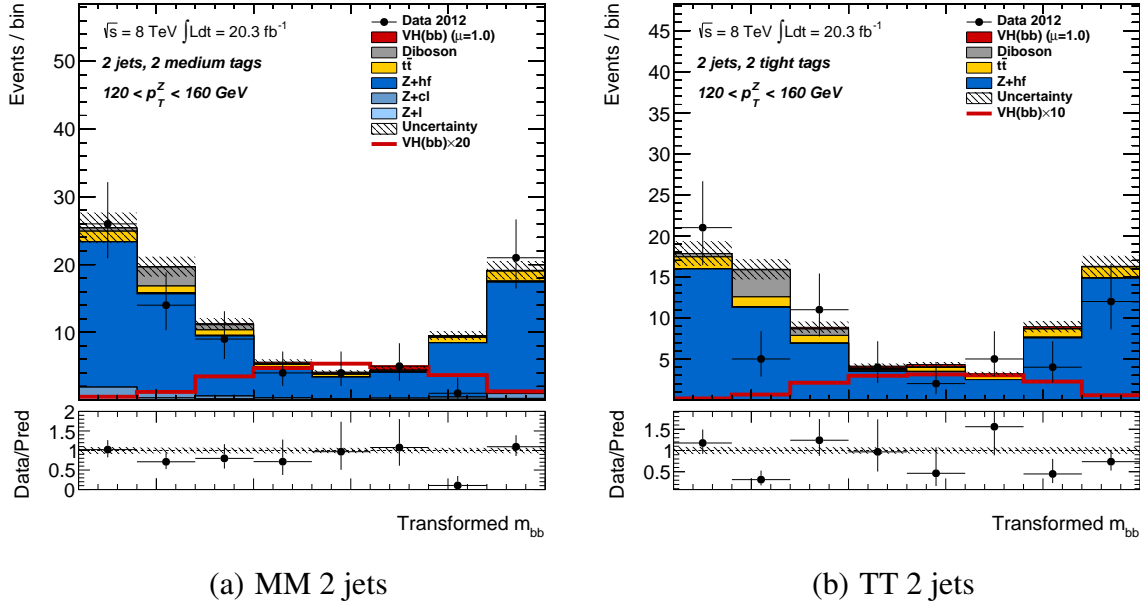 Events / bin
50
40
30
20
10
√s = 8 TeV ∫Ldt = 20.3 fb⁻¹
2 jets, 2 medium tags
120 < p_T^Z < 160 GeV
Data 2012
VH(bb) (μ=1.0)
Diboson
tt̄
Z+hf
Z+cl
Z+l
Uncertainty
VH(bb)×20
Data/Pred
2
1.5
1
0.5
0
Transformed m_bb
(a) MM 2 jets
Events / bin
45
40
35
30
25
20
15
10
5
√s = 8 TeV ∫Ldt = 20.3 fb⁻¹
2 jets, 2 tight tags
120 < p_T^Z < 160 GeV
Data 2012
VH(bb) (μ=1.0)
Diboson
tt̄
Z+hf
Uncertainty
VH(bb)×10
Data/Pred
1.5
1
0.5
Transformed m_bb
(b) TT 2 jets